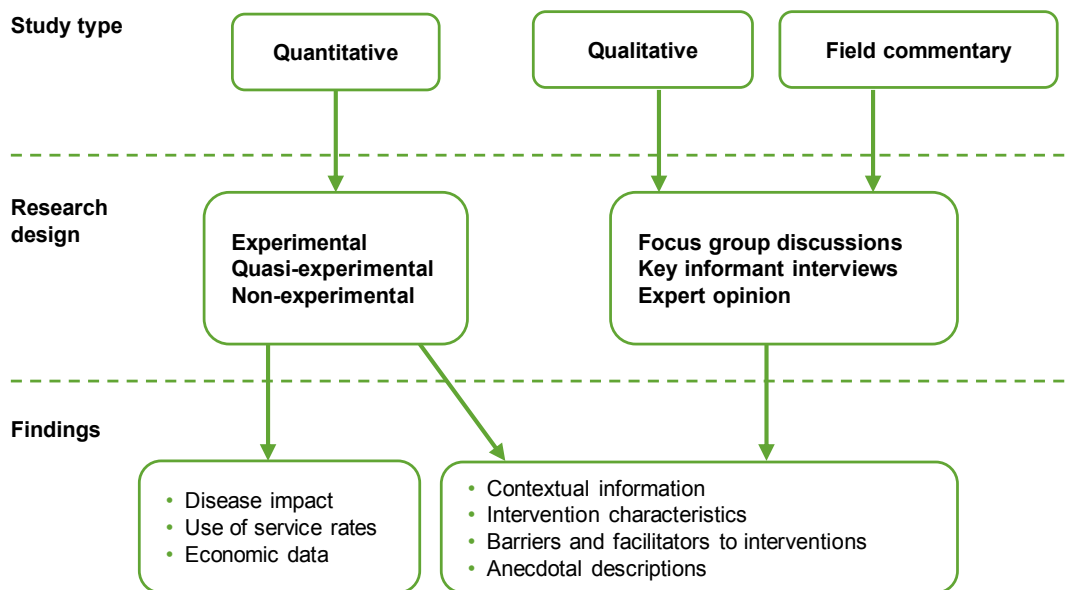 Study type
Quantitative
Qualitative
Field commentary
Research
design
Experimental
Quasi-experimental
Non-experimental
Focus group discussions
Key informant interviews
Expert opinion
Findings
• Disease impact
• Use of service rates
• Economic data
• Contextual information
• Intervention characteristics
• Barriers and facilitators to interventions
• Anecdotal descriptions